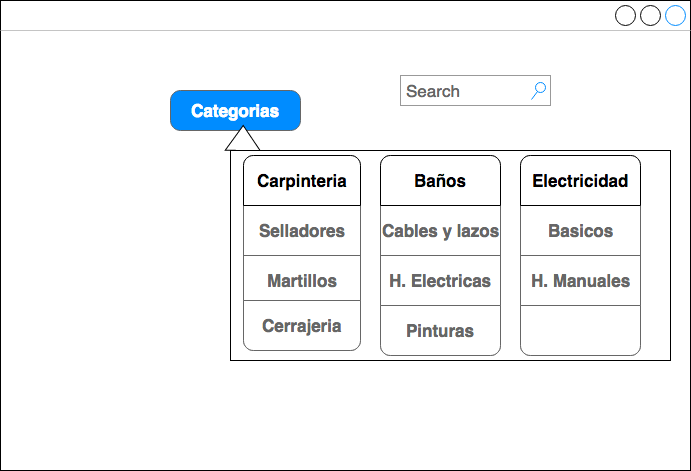 Categorias
Search
Carpinteria
Selladores
Martillos
Cerrajeria
Baños
Cables y lazos
H. Electricas
Pinturas
Electricidad
Basicos
H. Manuales